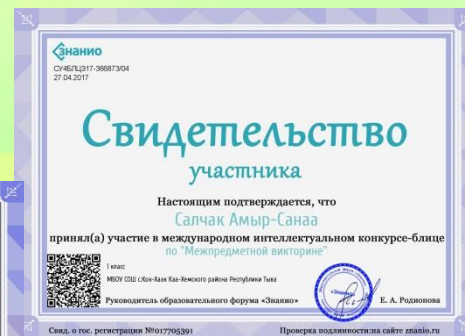 Знанио
СУ4БЛЦ317-366873/04
27.04.2017
Свидетельство
участника
Настоящим подтверждается, что
Салчак Амыр-Санаа
принял(а) участие в международном интеллектуальном конкурсе-блице
по "Межпредметной викторине"
1 класс
МБОУ СОШ с.Кок-Хаак Каа-Хемского района Республики Тыва
Руководитель образовательного форума «Знанио»
Е. А. Родионова
Свид. о гос. регистрации №017705391
Проверка подлинности:на сайте znanio.ru